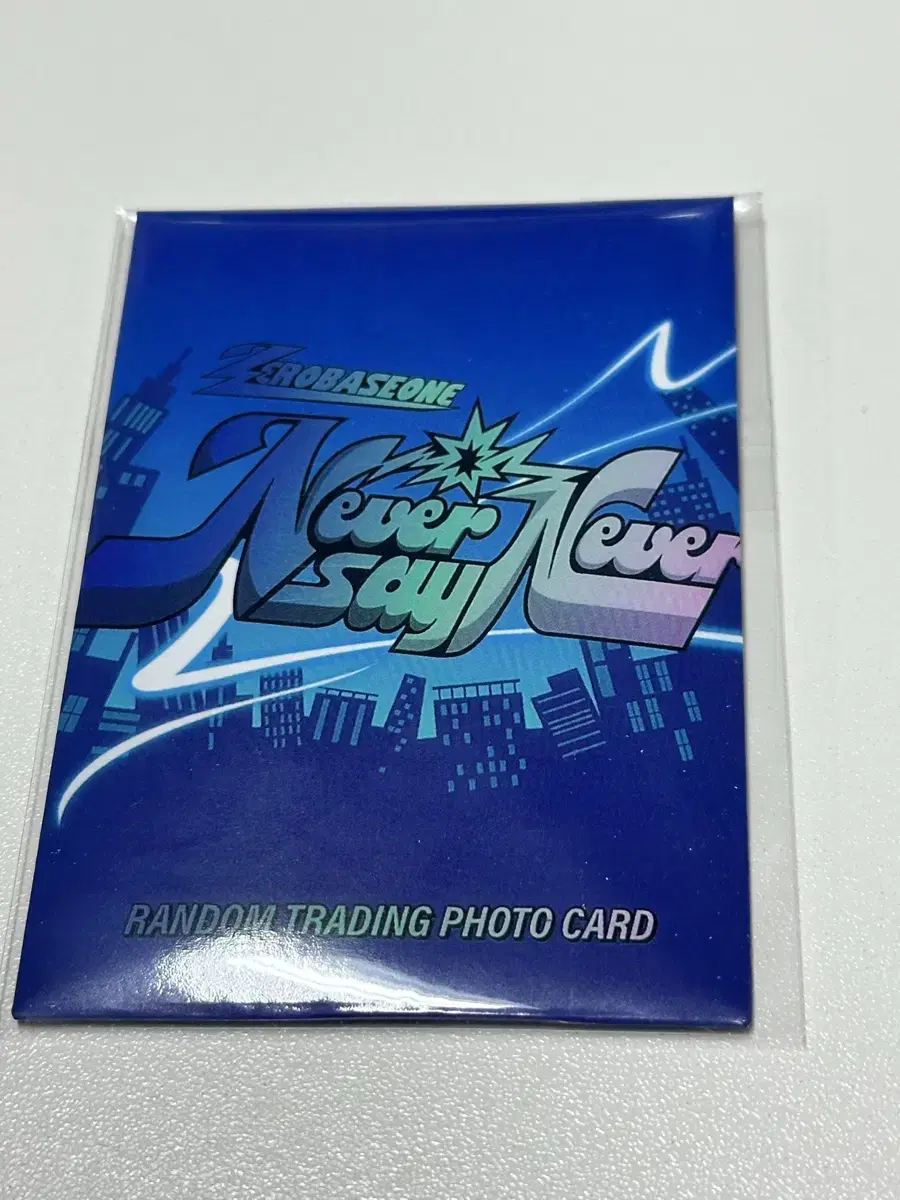 ZEROBASEONE
Never Never
say
RANDOM TRADING PHOTO CARD